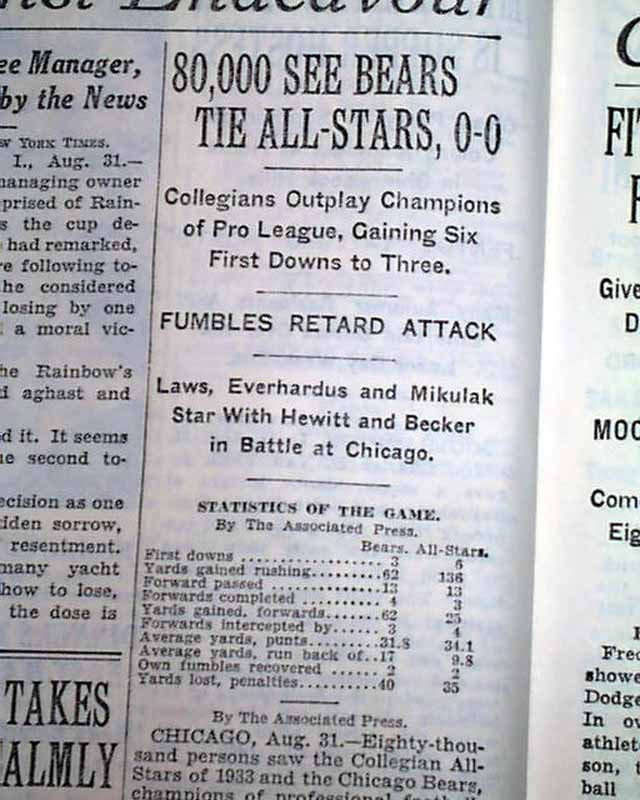 Endeavour
ee Manager,
by the News
W YORK TIMES.
I., Aug. 31.—
managing owner
prised of Rain-
s the cup de-
had remarked,
re following to-
he considered
losing by one
a moral vic-
he Rainbow's
d aghast and
d it. It seems
he second to-
ecision as one
iden sorrow,
resentment.
many yacht
how to lose,
the dose is
TAKES
ALMLY
80,000 SEE BEARS
TIE ALL-STARS, 0-0
Collegians Outplay Champions
of Pro League, Gaining Six
First Downs to Three.
FUMBLES RETARD ATTACK
Laws, Everhardus and Mikulak
Star With Hewitt and Becker
in Battle at Chicago.
STATISTICS OF THE GAME.
By The Associated Press.
Bears. All-Stars.
First downs ................ 3 6
Yards gained rushing.........62 136
Forward passed ..............13 13
Forwards completed .......... 4 3
Yards gained, forwards.......62 25
Forwards intercepted by...... 3 4
Average yards, punts.......31.8 34.1
Average yards, run back of..17 9.8
Own fumbles recovered ....... 2 2
Yards lost, penalties........40 35
By The Associated Press.
CHICAGO, Aug. 31.—Eighty-thou-
sand persons saw the Collegian All-
Stars of 1933 and the Chicago Bears,
champions of professional
FI
F
Give
D
MOC
Com
Eig
Fred
showe
Dodge
In ov
athlet
son, t
ball